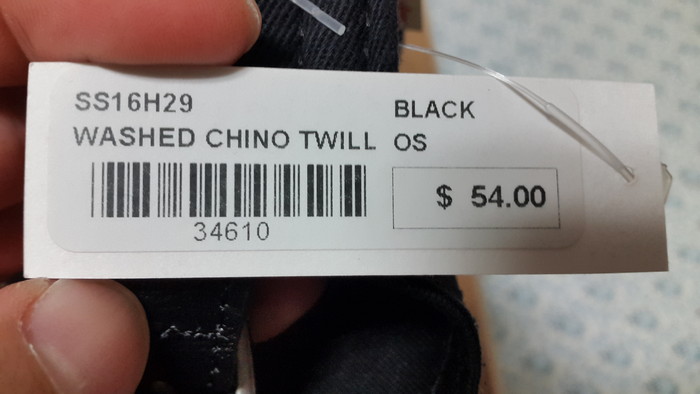 SS16H29
WASHED CHINO TWILL
34610
BLACK
OS
$ 54.00